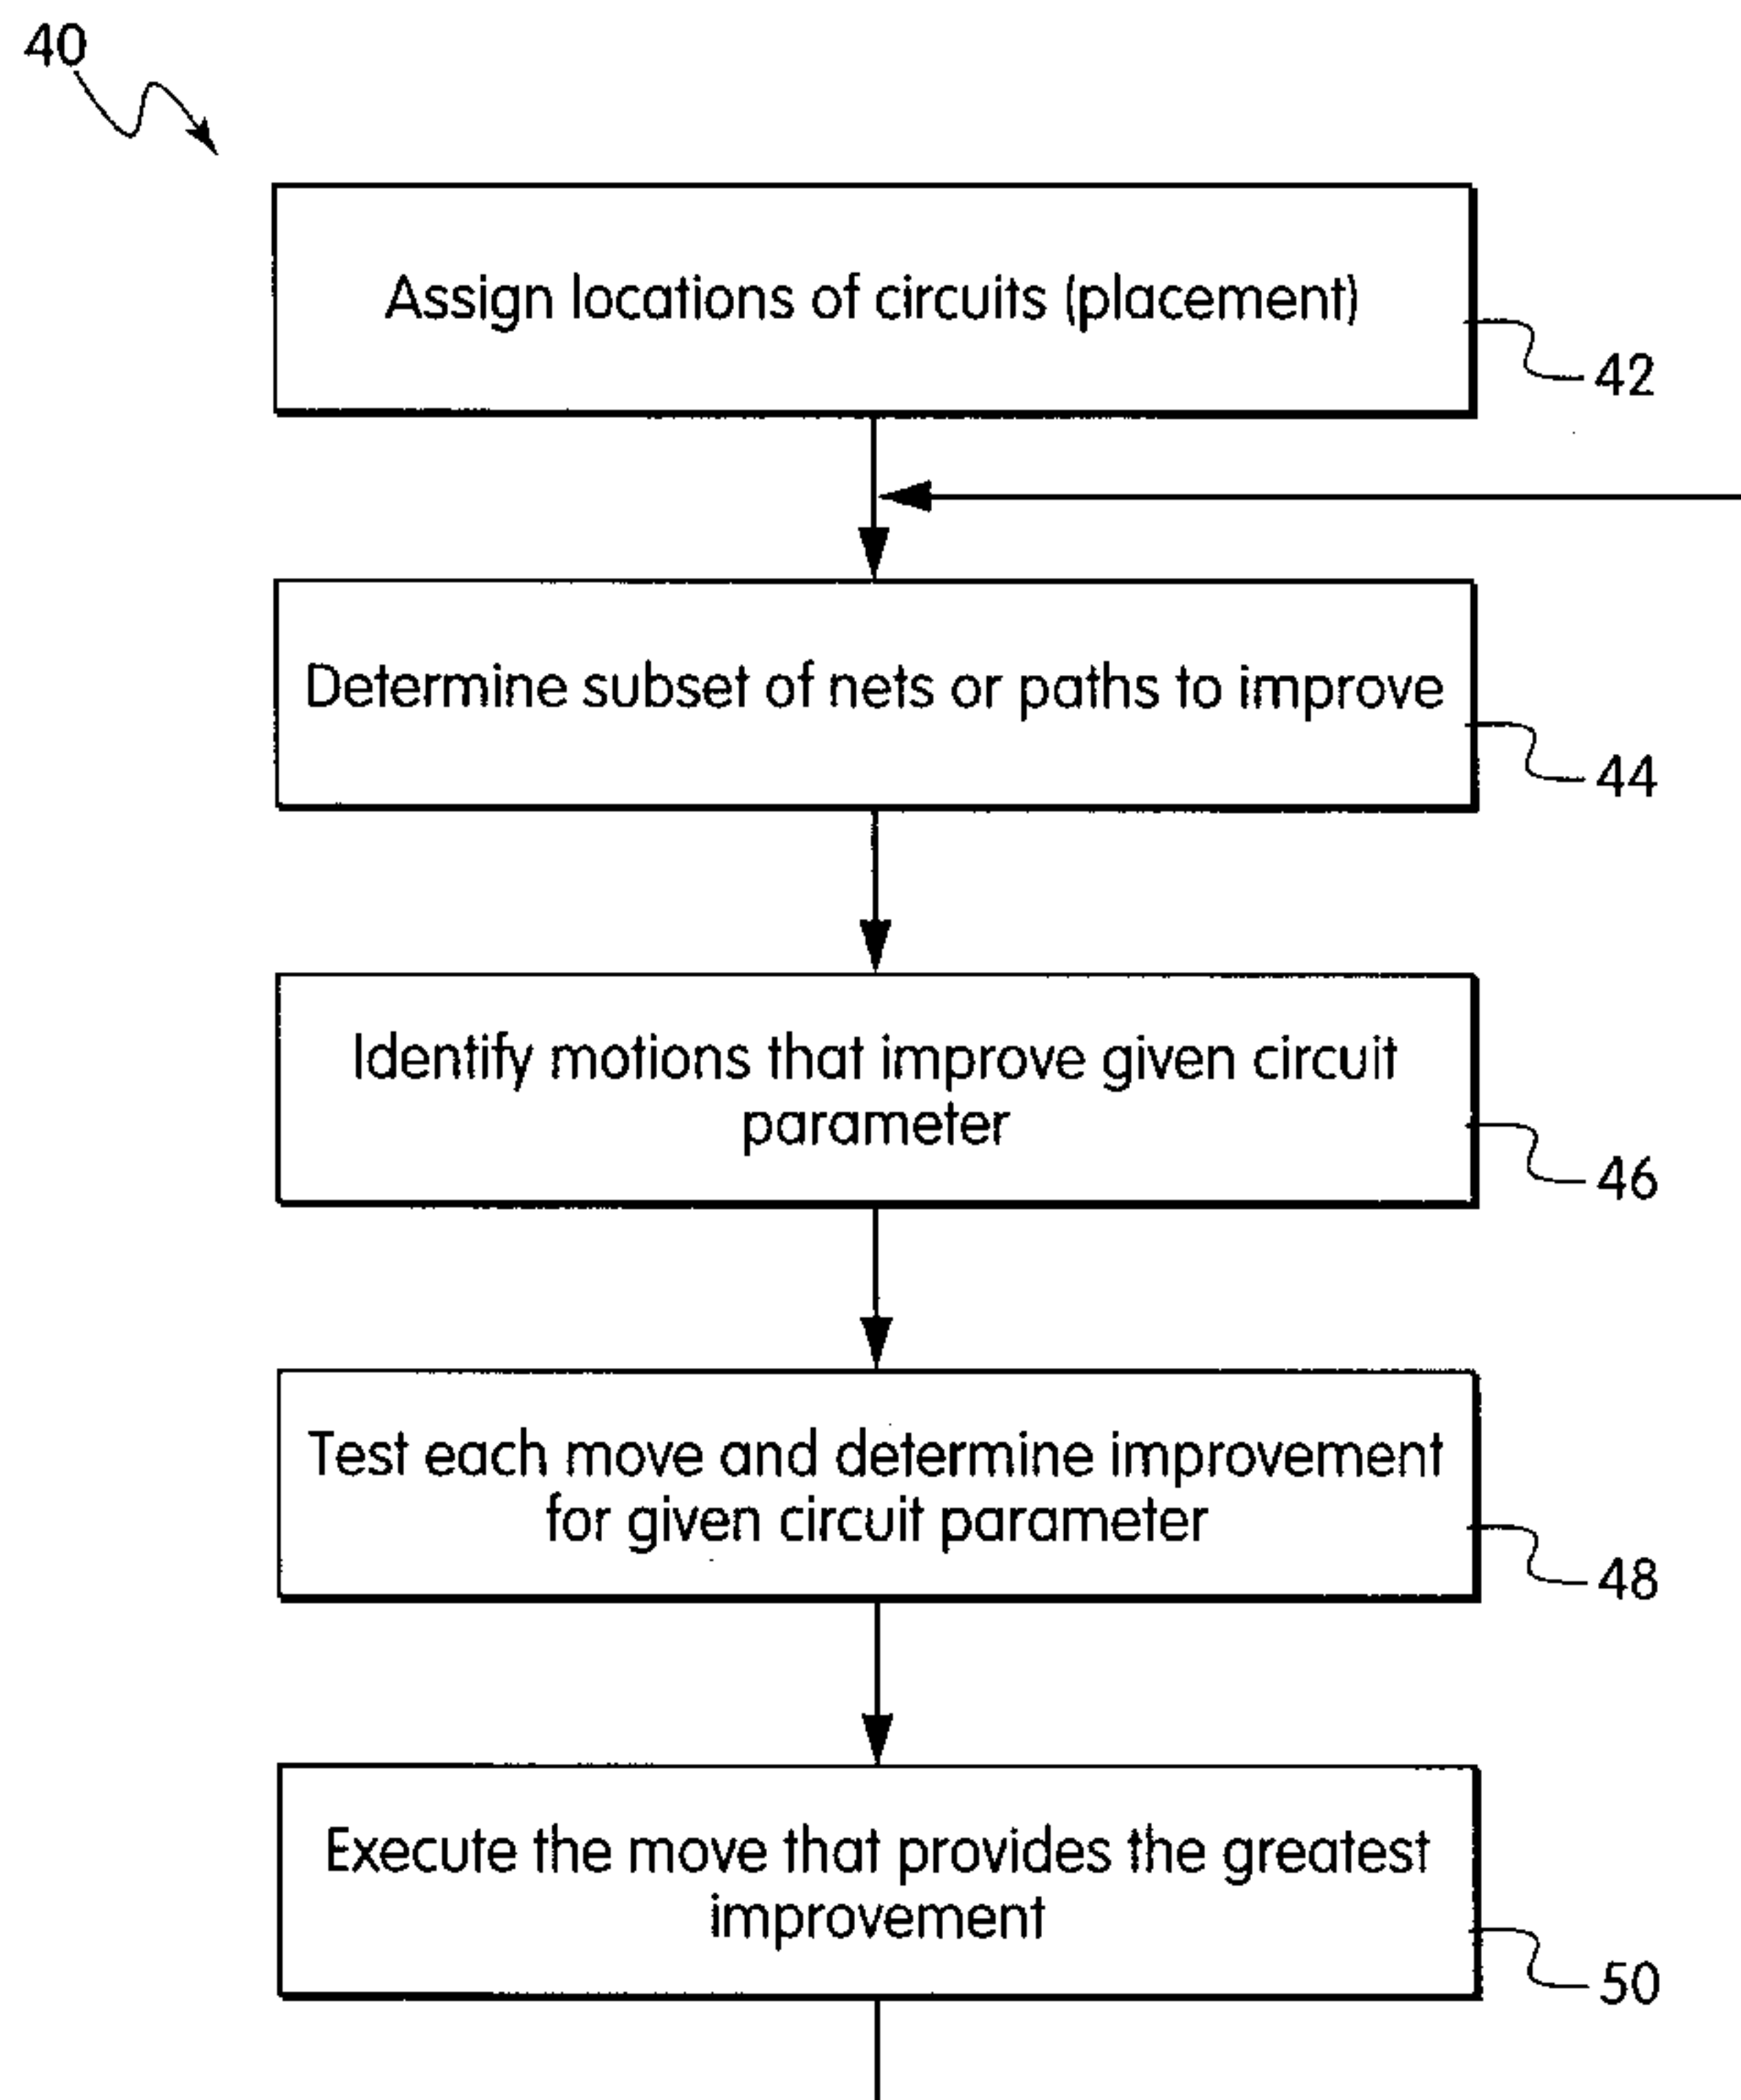 40
Assign locations of circuits (placement)
42
Determine subset of nets or paths to improve
44
Identify motions that improve given circuit
parameter
46
Test each move and determine improvement
for given circuit parameter
48
Execute the move that provides the greatest
improvement
50